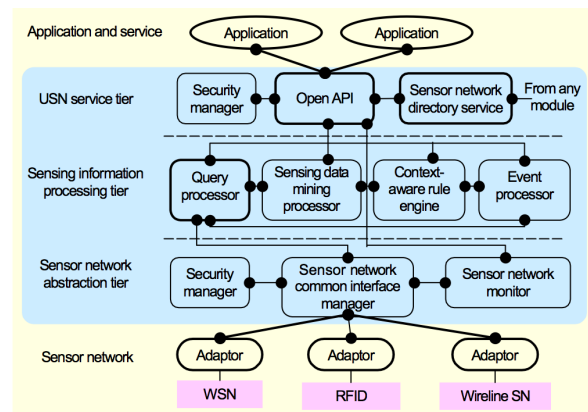 Application and service
Application
Application
USN service tier
Security
manager
Open API
Sensor network
directory service
From any
module
Sensing information
processing tier
Query
processor
Sensing data
mining
processor
Context-
aware rule
engine
Event
processor
Sensor network
abstraction tier
Security
manager
Sensor network
common interface
manager
Sensor network
monitor
Sensor network
Adaptor
Adaptor
Adaptor
WSN
RFID
Wireline SN